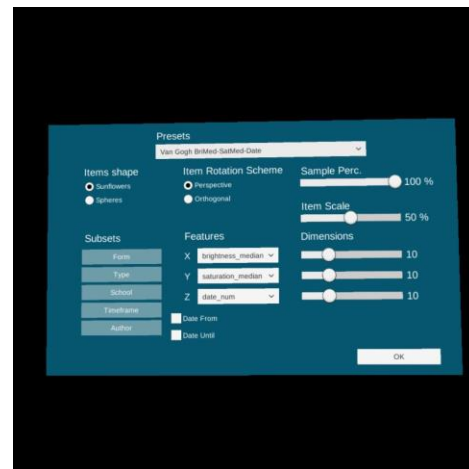 Presets
Van Gogh BriMed-SatMed-Date
Items shape
Sunflowers
Spheres
Item Rotation Scheme
Perspective
Orthogonal
Sample Perc.
100 %
Item Scale
50 %
Subsets
Form
Type
School
Timeframe
Author
Features
X brightness_median
Y saturation_median
Z date_num
Date From
Date Until
Dimensions
10
10
10
OK